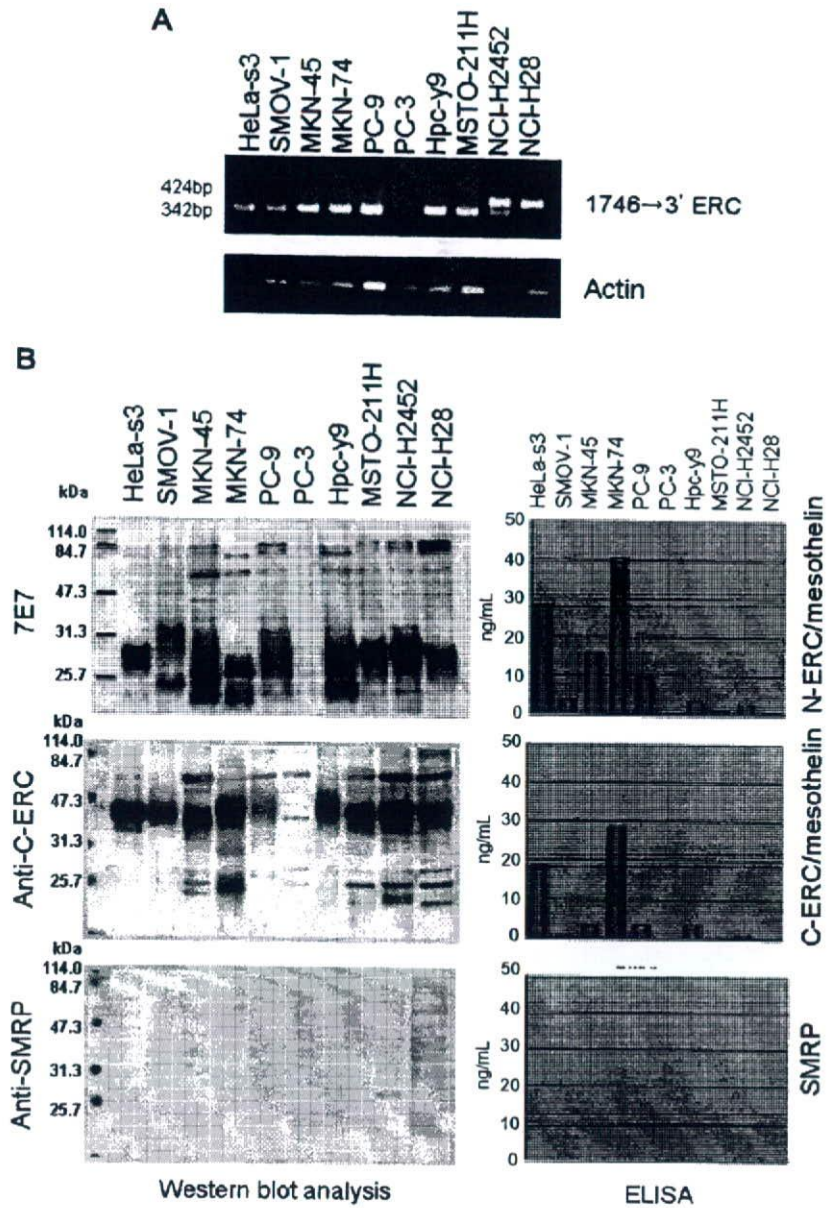 A
HeLa-s3
SMOV-1
MKN-45
MKN-74
PC-9
PC-3
Hpc-y9
MSTO-211H
NCI-H2452
NCI-H28
424bp
342bp
1746→3' ERC
Actin
B
kDa
HeLa-s3
SMOV-1
MKN-45
MKN-74
PC-9
PC-3
Hpc-y9
MSTO-211H
NCI-H2452
NCI-H28
7E7
114.0
84.7
47.3
31.3
25.7
HeLa-s3
SMOV-1
MKN-45
MKN-74
PC-9
PC-3
Hpc-y9
MSTO-211H
NCI-H2452
NCI-H28
ng/mL
50
40
30
20
10
0
N-ERC/mesothelin
kDa
Anti-C-ERC
114.0
84.7
47.3
31.3
25.7
ng/mL
50
40
30
20
10
0
C-ERC/mesothelin
kDa
Anti-SMRP
114.0
84.7
47.3
31.3
25.7
ng/mL
50
40
30
20
10
0
SMRP
Western blot analysis
ELISA